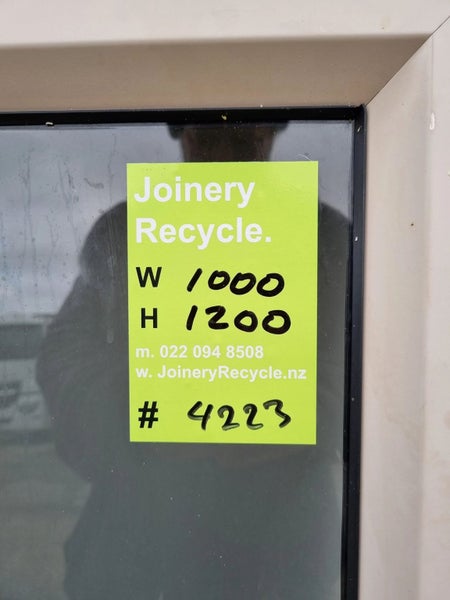 Joinery
Recycle.
W 1000
H 1200
m. 022 094 8508
w. JoineryRecycle.nz
# 4223